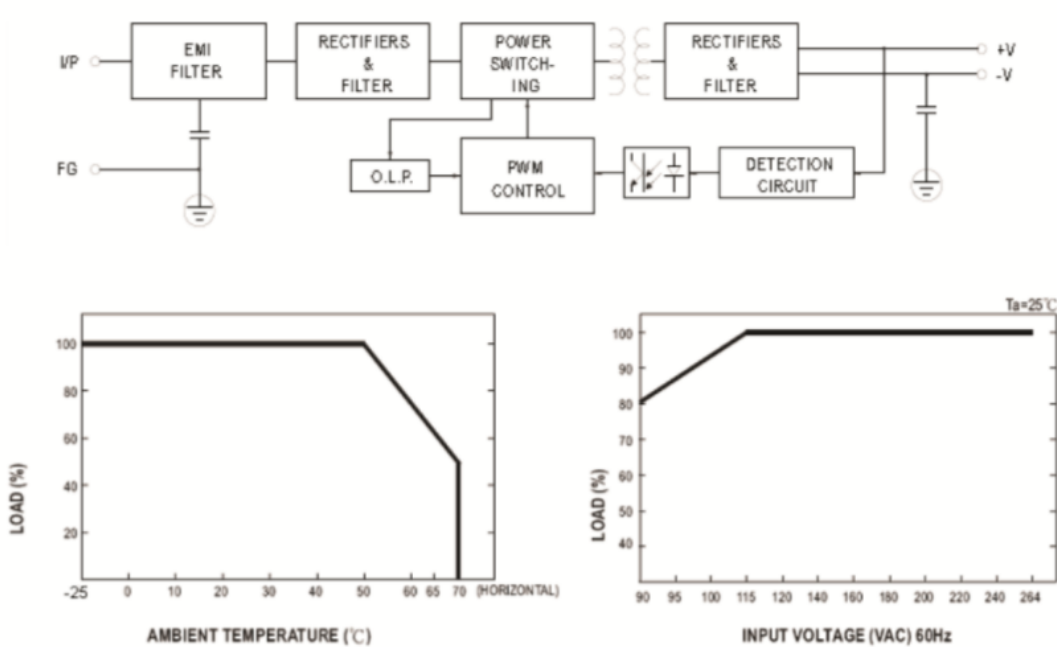 EMI
FILTER
RECTIFIERS
&
FILTER
POWER
SWITCH-
ING
RECTIFIERS
&
FILTER
I/P
+V
-V
FG
O.L.P.
PWM
CONTROL
DETECTION
CIRCUIT
100
80
60
40
20
-25 0 10 20 30 40 50 60 65 70 (HORIZONTAL)
LOAD (%)
AMBIENT TEMPERATURE (℃)
Ta=25℃
100
90
80
70
60
50
40
90 95 100 115 120 140 160 180 200 220 240 264
LOAD (%)
INPUT VOLTAGE (VAC) 60Hz